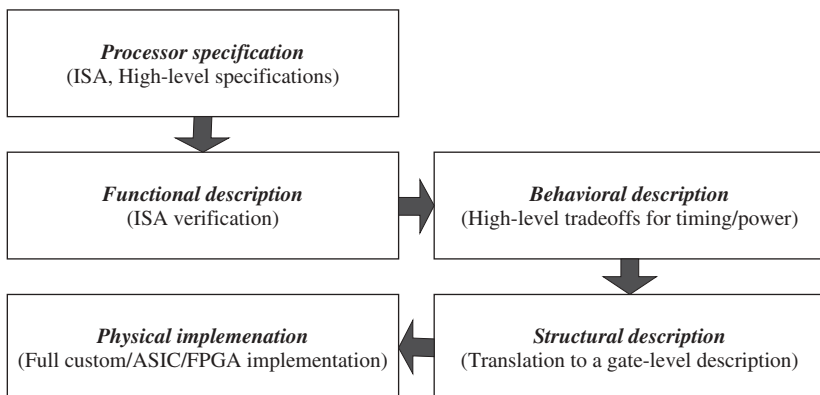 Processor specification
(ISA, High-level specifications)
Functional description
(ISA verification)
Behavioral description
(High-level tradeoffs for timing/power)
Structural description
(Translation to a gate-level description)
Physical implemenation
(Full custom/ASIC/FPGA implementation)